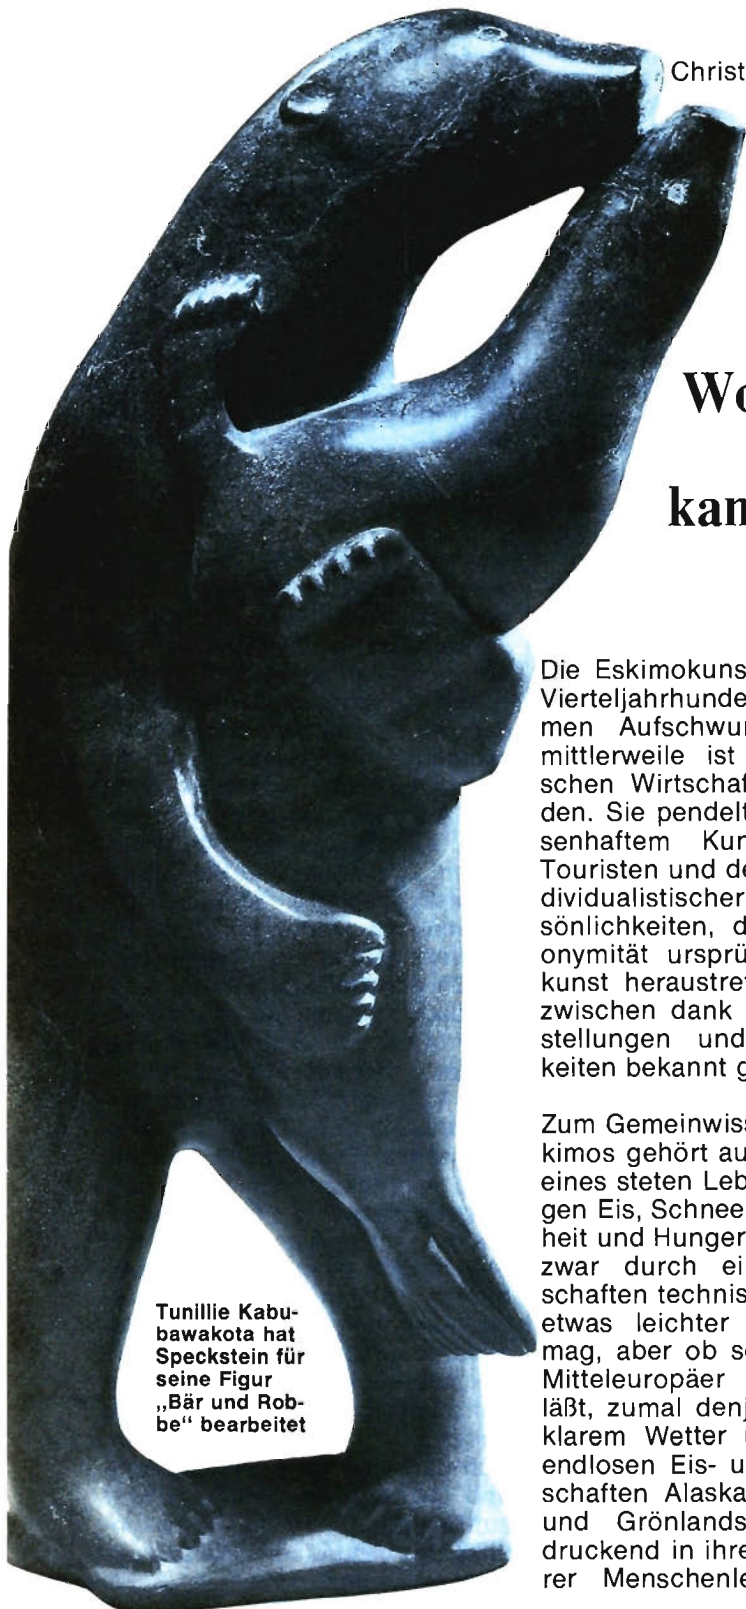 Christ
Wo
kan
Die Eskimokuns
Vierteljahrhunde
men Aufschwur
mittlerweile ist
schen Wirtschaf
den. Sie pendelt
senhaftem Kur
Touristen und de
dividualistischer
sönlichkeiten, d
onymität ursprü
kunst heraustret
zwischen dank
stellungen und
keiten bekannt g
Zum Gemeinwiss
kimos gehört au
eines steten Leb
gen Eis, Schnee
heit und Hunger
zwar durch ei
schaften technis
etwas leichter
mag, aber ob se
Mitteleuropäer
läßt, zumal denj
klarem Wetter
endlosen Eis- u
schaften Alaska
und Grönlands
druckend in ihre
rer Menschenle
Tunillie Kabu-
bawakota hat
Speckstein für
seine Figur
„Bär und Rob-
be“ bearbeitet